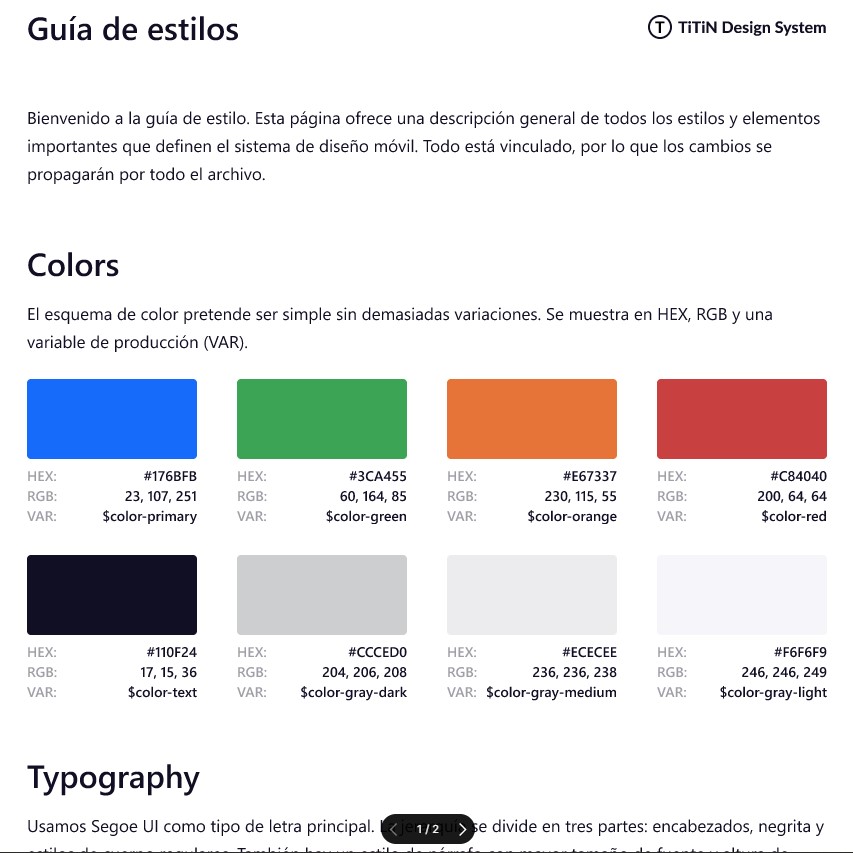 Guía de estilos
TiTiN Design System
Bienvenido a la guía de estilo. Esta página ofrece una descripción general de todos los estilos y elementos
importantes que definen el sistema de diseño móvil. Todo está vinculado, por lo que los cambios se
propagarán por todo el archivo.
Colors
El esquema de color pretende ser simple sin demasiadas variaciones. Se muestra en HEX, RGB y una
variable de producción (VAR).
HEX: #176BFB HEX: #3CA455 HEX: #E67337 HEX: #C84040
RGB: 23, 107, 251 RGB: 60, 164, 85 RGB: 230, 115, 55 RGB: 200, 64, 64
VAR: $color-primary VAR: $color-green VAR: $color-orange VAR: $color-red
HEX: #110F24 HEX: #CCCED0 HEX: #ECECEE HEX: #F6F6F9
RGB: 17, 15, 36 RGB: 204, 206, 208 RGB: 236, 236, 238 RGB: 246, 246, 249
VAR: $color-text VAR: $color-gray-dark VAR: $color-gray-medium VAR: $color-gray-light
Typography
Usamos Segoe UI como tipo de letra principal. se divide en tres partes: encabezados, negrita y
1 / 2